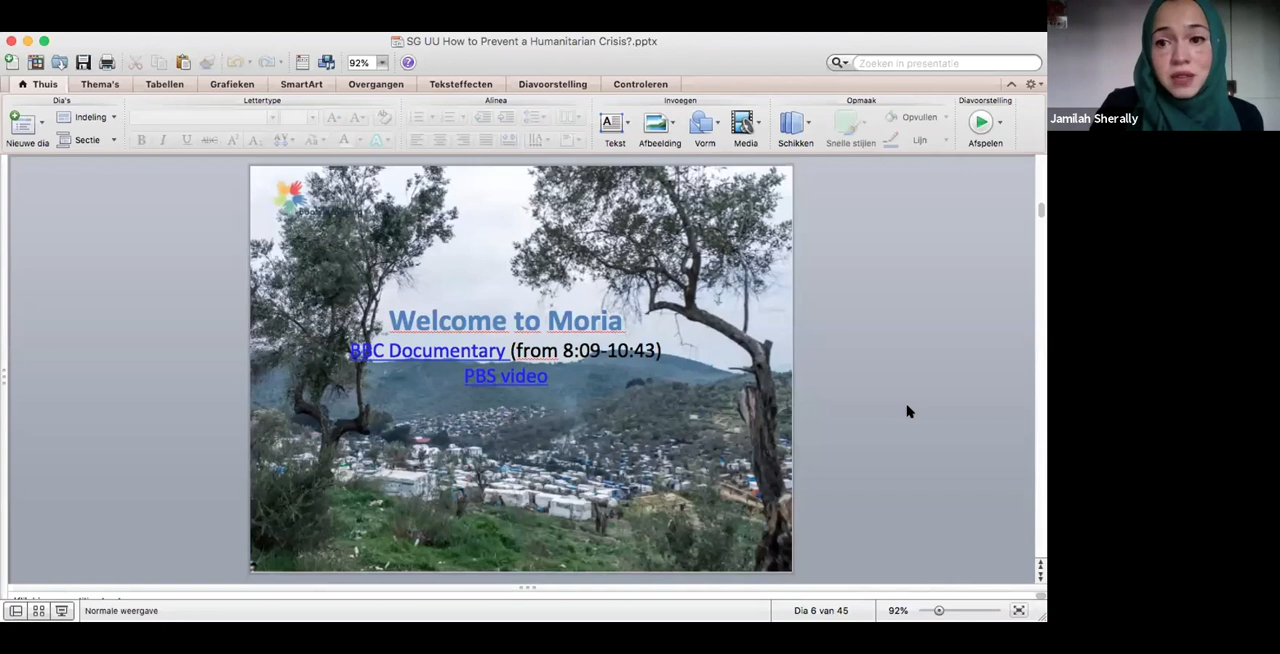 SG UU How to Prevent a Humanitarian Crisis?.pptx
92%
Zoeken in presentatie
Thuis Thema's Tabellen Grafieken SmartArt Overgangen Teksteffecten Diavoorstelling Controleren
Dia's Lettertype Alinea Invoegen Opmaak Diavoorstelling
Nieuwe dia
Indeling
Sectie
B I U ABC A² A₂
Tekst Afbeelding Vorm Media
Schikken Snelle stijlen
Opvullen
Lijn
Afspelen
Welcome to Moria
BBC Documentary (from 8:09-10:43)
PBS video
Normale weergave Dia 6 van 45 92%
Jamilah Sherally